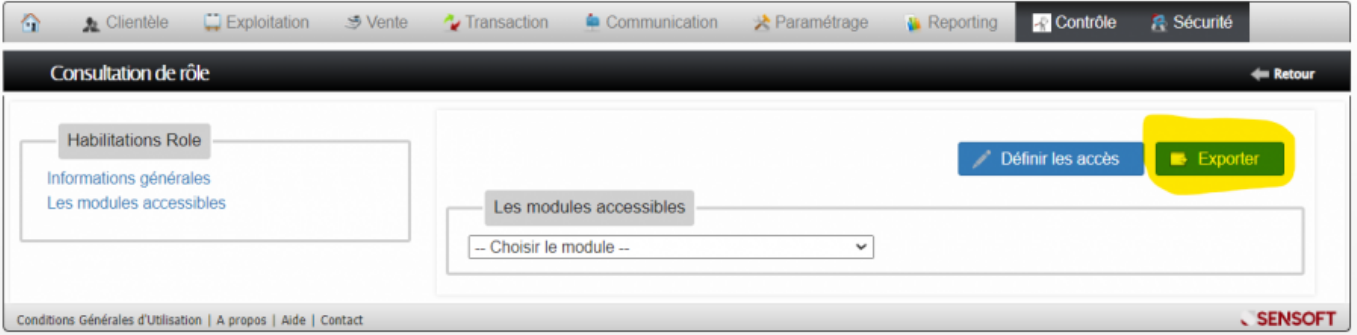 Clientèle Exploitation Vente Transaction Communication Paramétrage Reporting Contrôle Sécurité
Consultation de rôle Retour
Habilitations Role
Informations générales
Les modules accessibles
Définir les accès Exporter
Les modules accessibles
-- Choisir le module --
Conditions Générales d'Utilisation | A propos | Aide | Contact SENSOFT